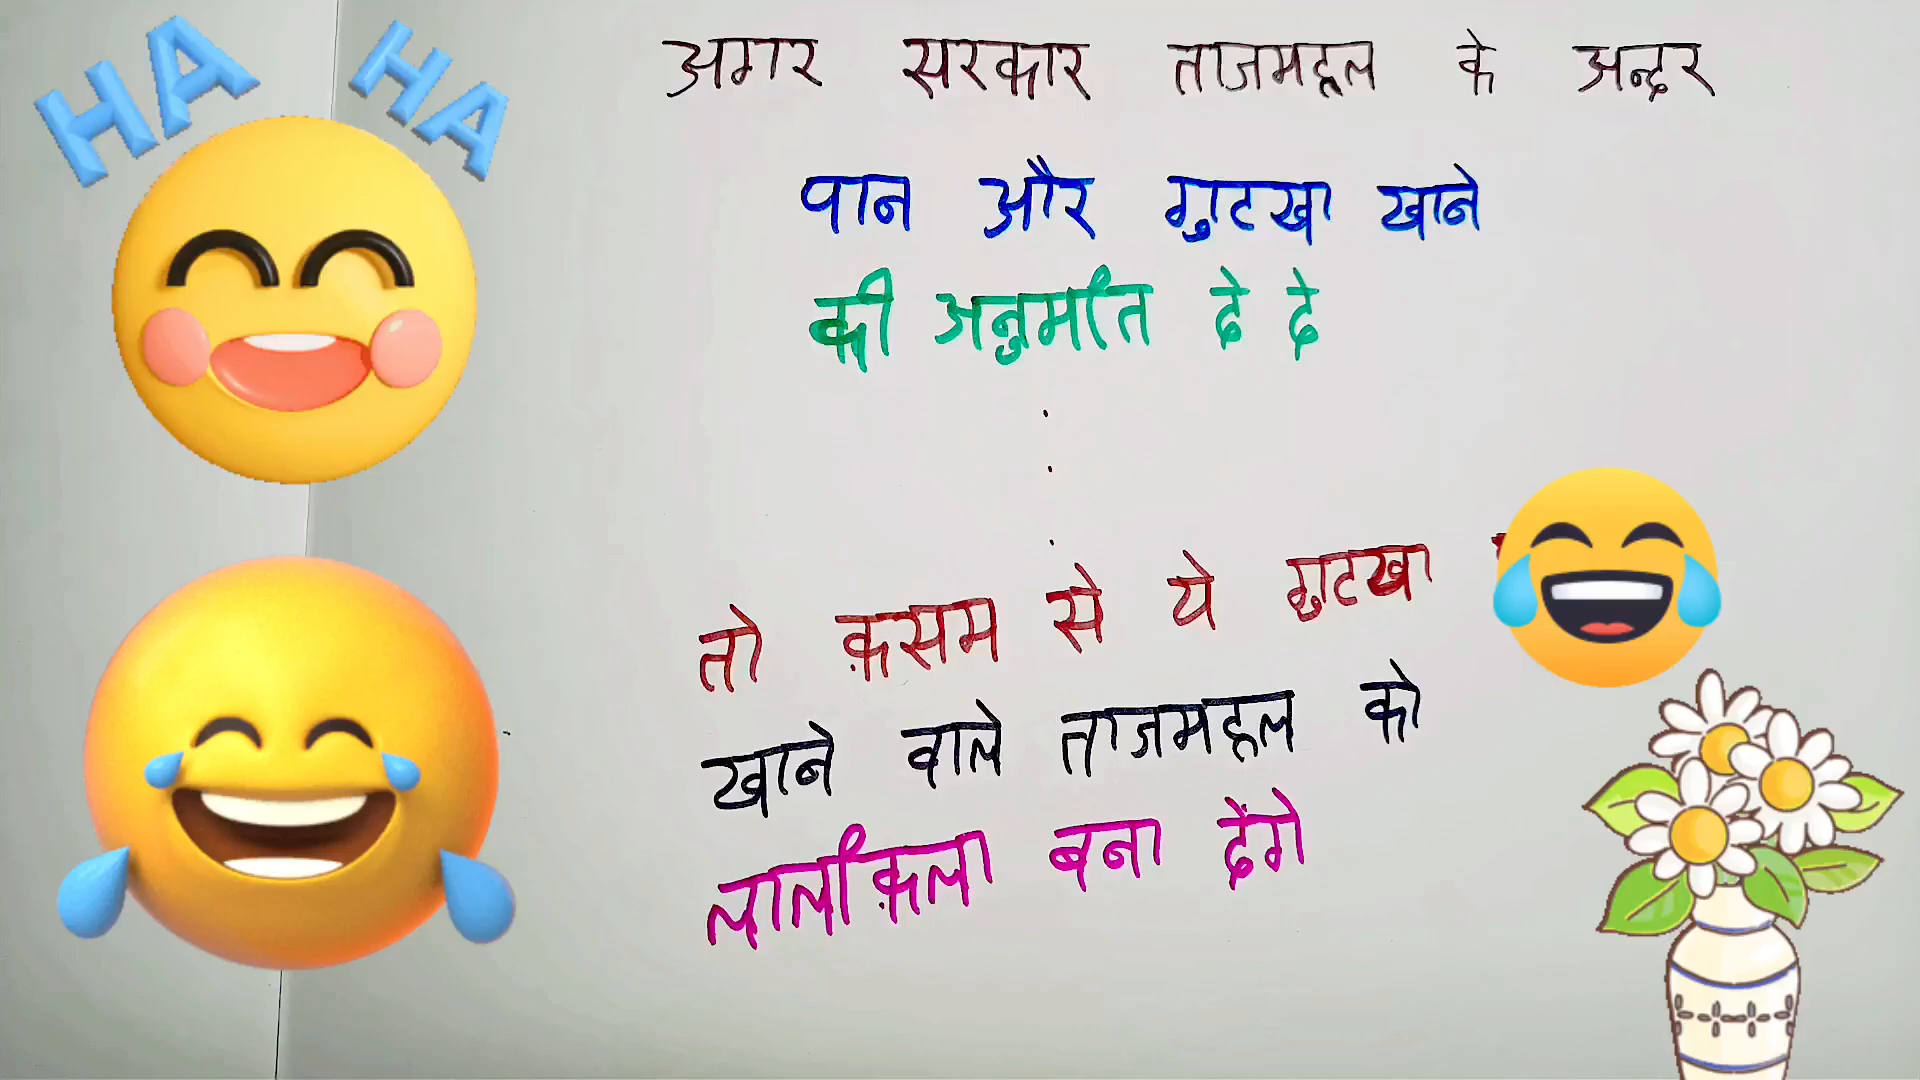 HA HA
अगर सरकार ताजमहल के अन्दर
पान और गुटखा खाने
की अनुमति दे दे
.
.
.
तो क़सम से ये गुटखा
खाने वाले ताजमहल को
लालक़िला बना देंगे